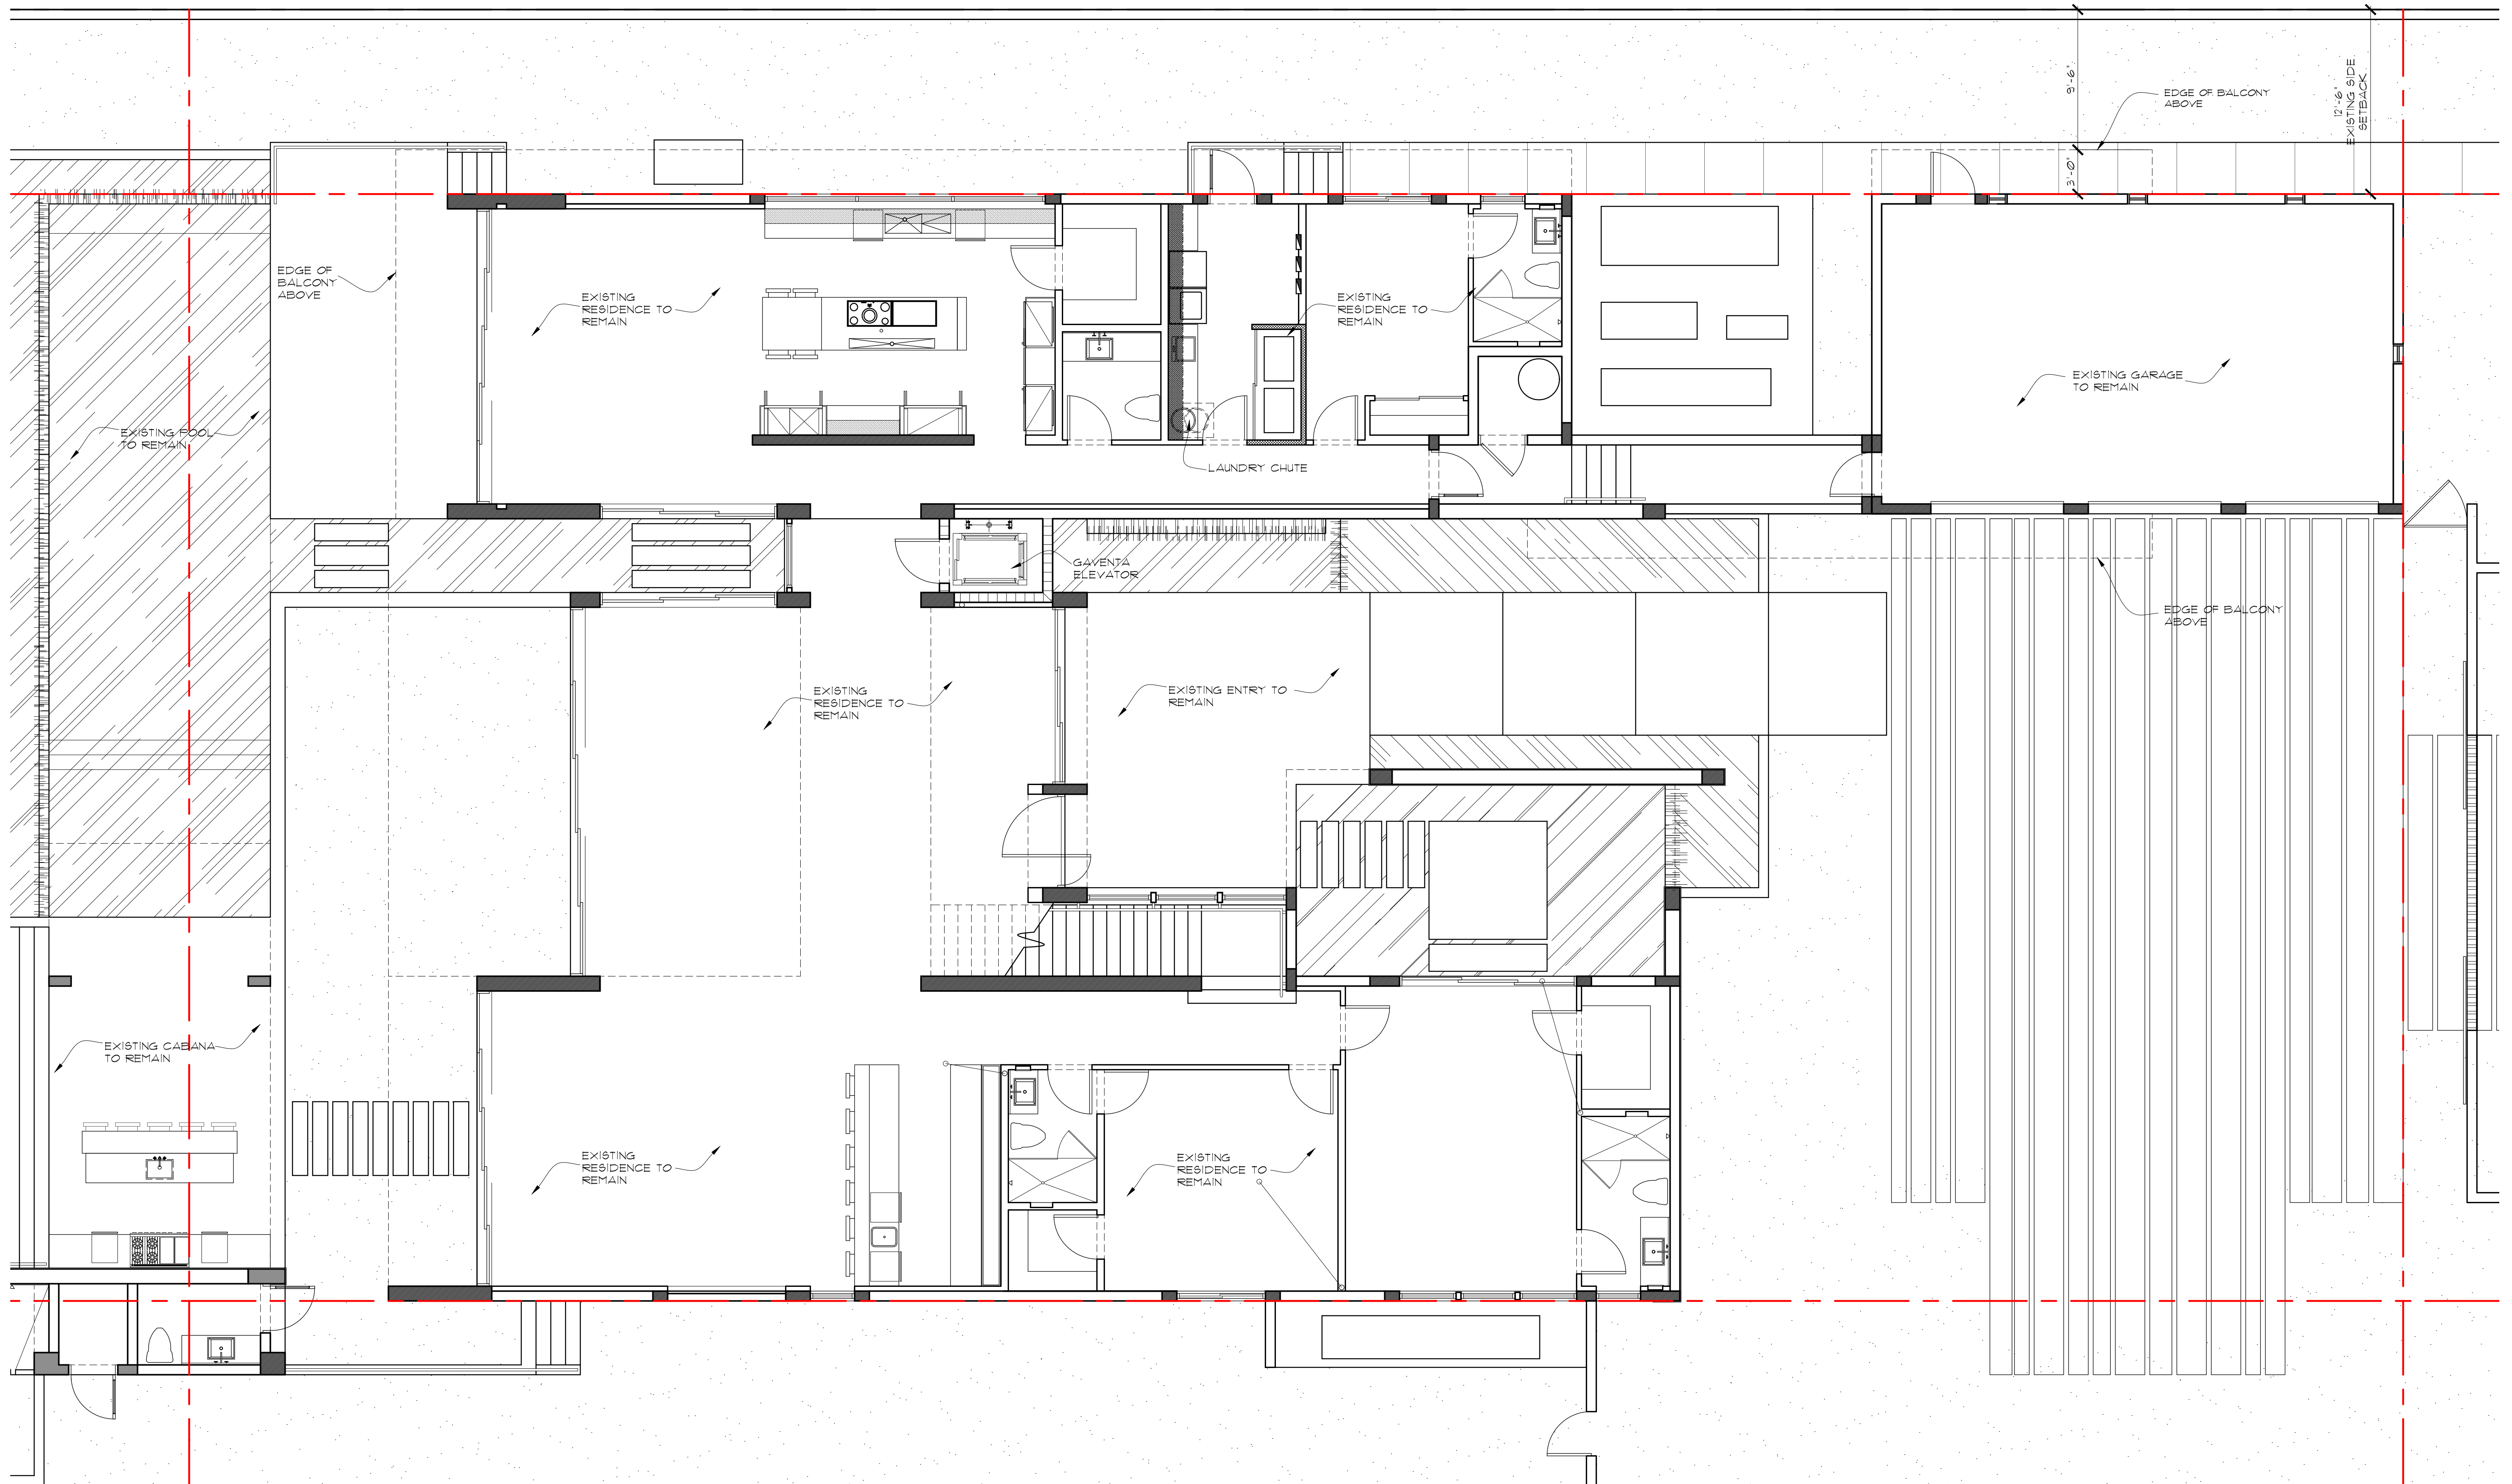 9'-6"
12'-6"
EXISTING SIDE
SETBACK
EDGE OF BALCONY
ABOVE
3'-0"
EDGE OF
BALCONY
ABOVE
EXISTING
RESIDENCE TO
REMAIN
EXISTING
RESIDENCE TO
REMAIN
EXISTING GARAGE
TO REMAIN
EXISTING POOL
TO REMAIN
LAUNDRY CHUTE
GAVENTA
ELEVATOR
EDGE OF BALCONY
ABOVE
EXISTING
RESIDENCE TO
REMAIN
EXISTING ENTRY TO
REMAIN
EXISTING CABANA
TO REMAIN
EXISTING
RESIDENCE TO
REMAIN
EXISTING
RESIDENCE TO
REMAIN